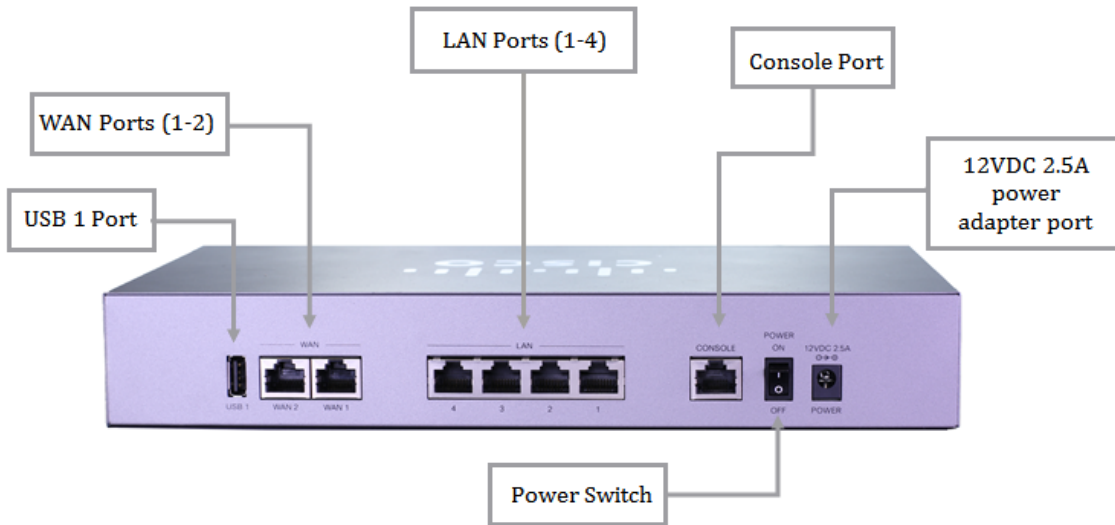 LAN Ports (1-4)
Console Port
WAN Ports (1-2)
12VDC 2.5A
power
adapter port
USB 1 Port
CISCO
POWER
ON
WAN
LAN
CONSOLE
12VDC 2.5A
USB 1
WAN 2
WAN 1
4
3
2
1
OFF
POWER
Power Switch